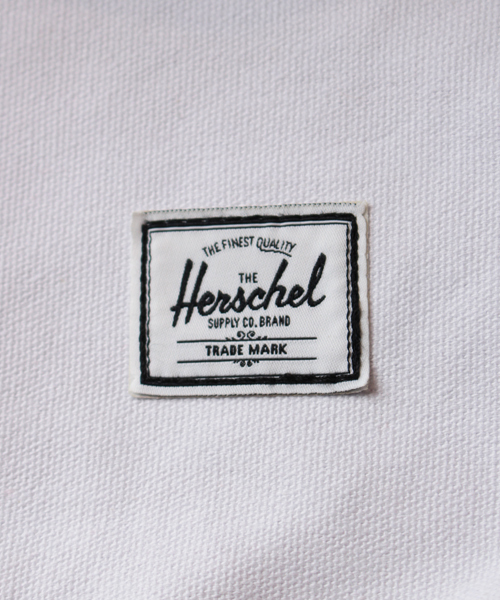 THE FINEST QUALITY
THE
Herschel
SUPPLY CO. BRAND
TRADE MARK